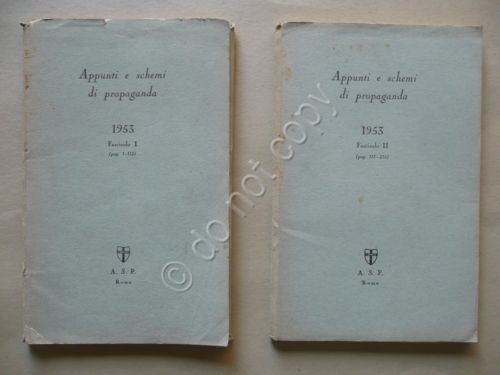 Appunti e schemi
di propaganda
1953
Fascicolo I
A. S. P.
Roma
Appunti e schemi
di propaganda
1953
Fascicolo II
A. S. P.
Roma
© do not copy